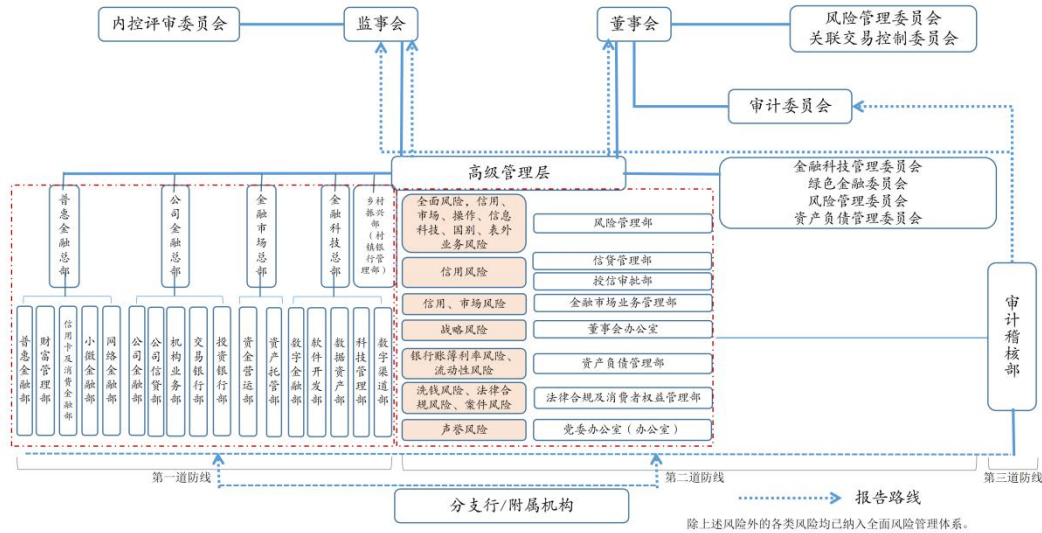 内控评审委员会
监事会
董事会
风险管理委员会
关联交易控制委员会
审计委员会
高级管理层
金融科技管理委员会
绿色金融委员会
风险管理委员会
资产负债管理委员会
普惠金融总部
公司金融总部
金融市场总部
金融科技总部
乡村振兴部（村镇银行管理部）
普惠金融部
财富管理部
信用卡及消费金融部
小微金融部
网络金融部
公司金融部
公司信贷部
机构业务部
交易银行部
投资银行部
资金营运部
资产托管部
数字金融部
软件开发部
数据资产部
科技管理部
数字渠道部
全面风险，信用、
市场、操作、信息
科技、国别、表外
业务风险
风险管理部
信用风险
信贷管理部
授信审批部
信用、市场风险
金融市场业务管理部
战略风险
董事会办公室
银行账簿利率风险、
流动性风险
资产负债管理部
洗钱风险、法律合
规风险、案件风险
法律合规及消费者权益管理部
声誉风险
党委办公室（办公室）
审计稽核部
第一道防线
第二道防线
第三道防线
分支行/附属机构
报告路线
除上述风险外的各类风险均已纳入全面风险管理体系。